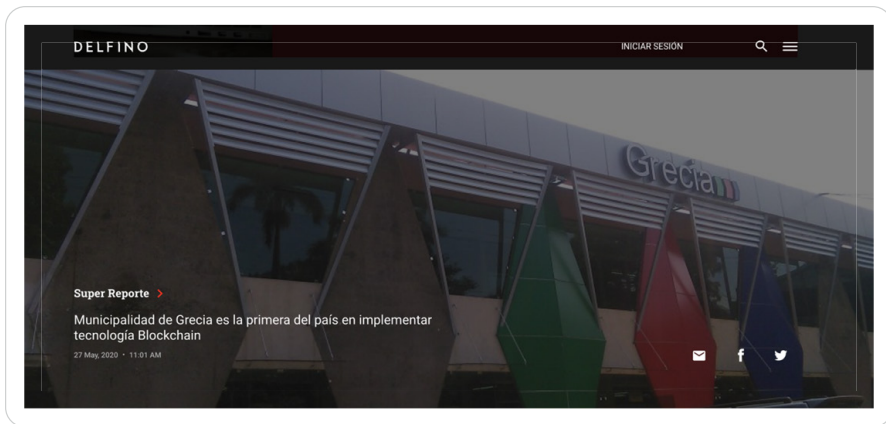 DELFINO
INICIAR SESIÓN
Grecia
Super Reporte
Municipalidad de Grecia es la primera del país en implementar
tecnología Blockchain
27 May, 2020 • 11:01 AM